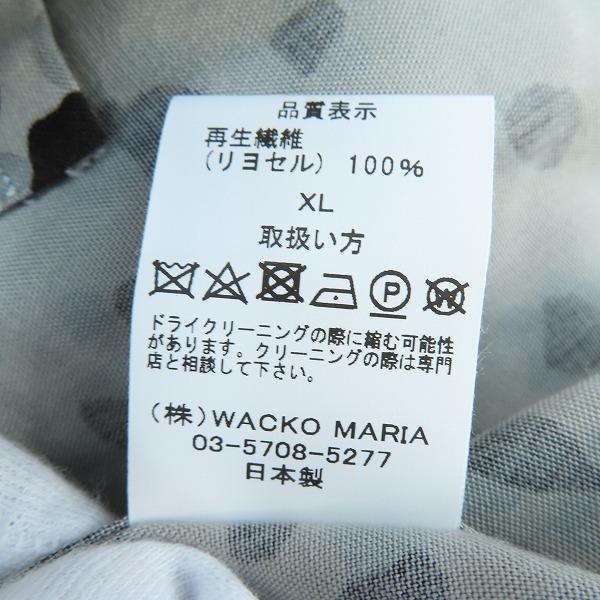 品質表示
再生繊維
(リヨセル) 100%
XL
取扱い方
P W
ドライクリーニングの際に縮む可能性
があります。クリーニングの際は専門
店と相談して下さい。
(株)WACKO MARIA
03-5708-5277
日本製